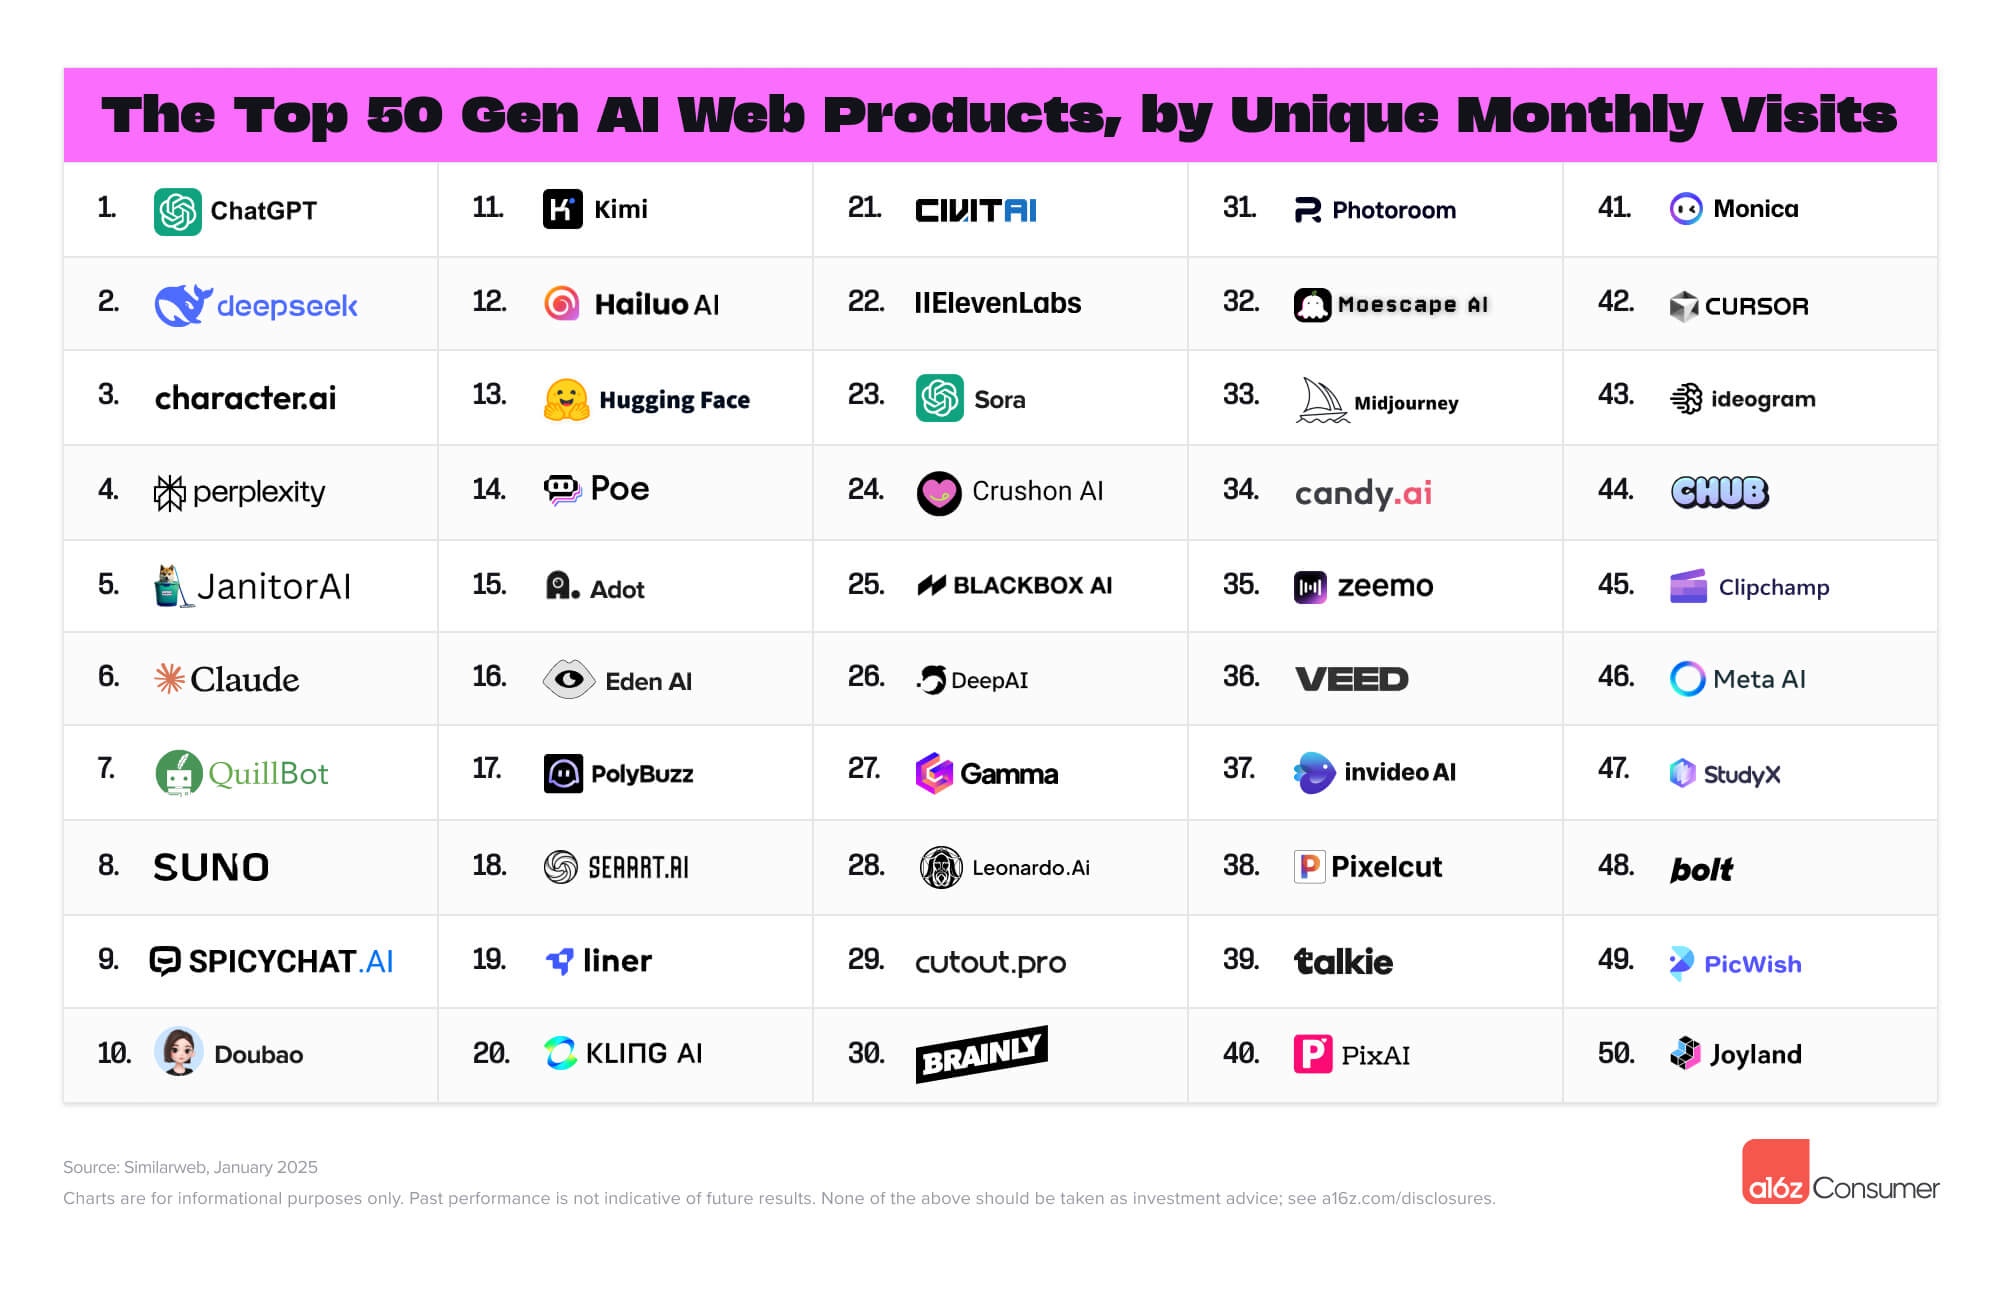 The Top 50 Gen AI Web Products, by Unique Monthly Visits
1. ChatGPT
2. deepseek
3. character.ai
4. perplexity
5. JanitorAI
6. Claude
7. QuillBot
8. SUNO
9. SPICYCHAT.AI
10. Doubao
11. Kimi
12. Hailuo AI
13. Hugging Face
14. Poe
15. Adot
16. Eden AI
17. PolyBuzz
18. SEAART.AI
19. liner
20. KLING AI
21. CIVITAI
22. IIElevenLabs
23. Sora
24. Crushon AI
25. BLACKBOX AI
26. DeepAI
27. Gamma
28. Leonardo.Ai
29. cutout.pro
30. BRAINLY
31. Photoroom
32. Moescape AI
33. Midjourney
34. candy.ai
35. zeemo
36. VEED
37. invideo AI
38. Pixelcut
39. talkie
40. PixAI
41. Monica
42. CURSOR
43. ideogram
44. CHUB
45. Clipchamp
46. Meta AI
47. StudyX
48. bolt
49. PicWish
50. Joyland
Source: Similarweb, January 2025
Charts are for informational purposes only. Past performance is not indicative of future results. None of the above should be taken as investment advice; see a16z.com/disclosures.
a16z Consumer